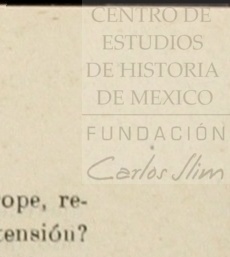 CENTRO DE
ESTUDIOS
DE HISTORIA
DE MEXICO
FUNDACIÓN
Carlos Slim
ope, re-
tensión?